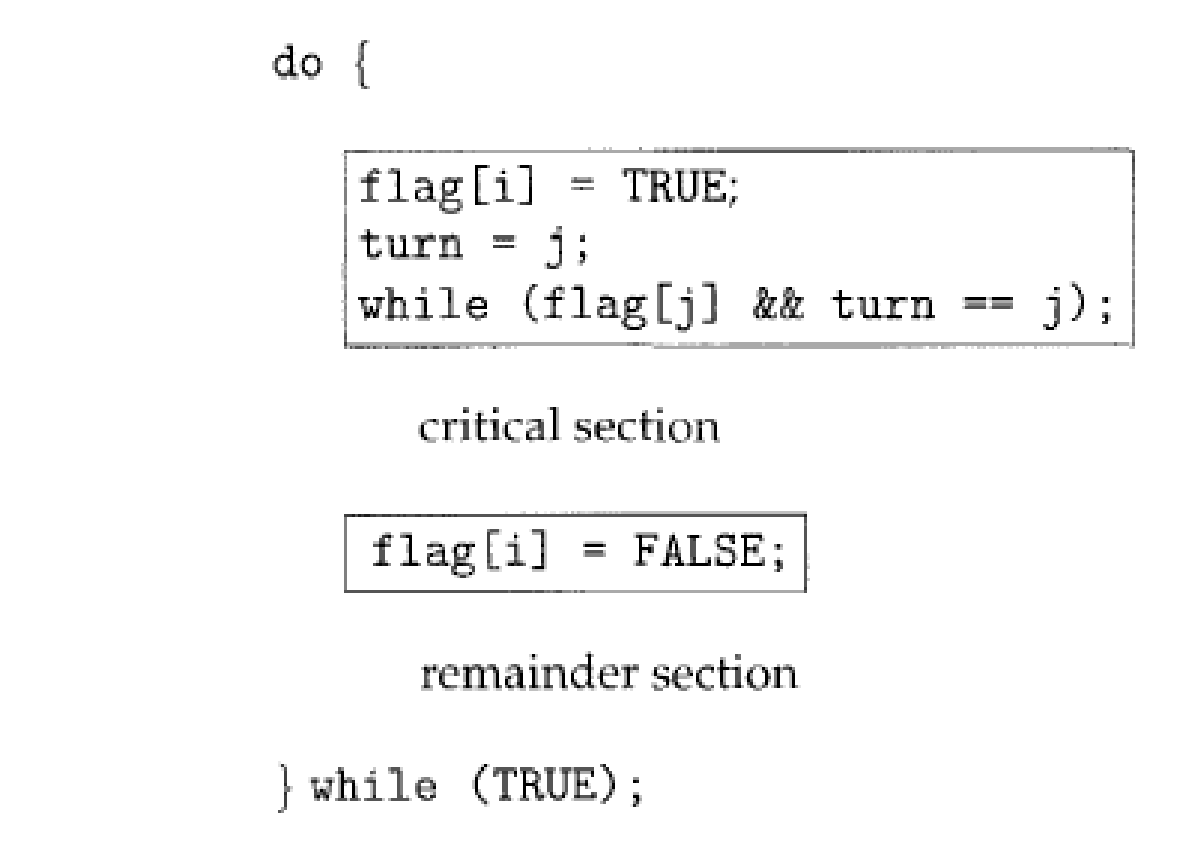 do {
flag[i] = TRUE;
turn = j;
while (flag[j] && turn == j);
critical section
flag[i] = FALSE;
remainder section
} while (TRUE);